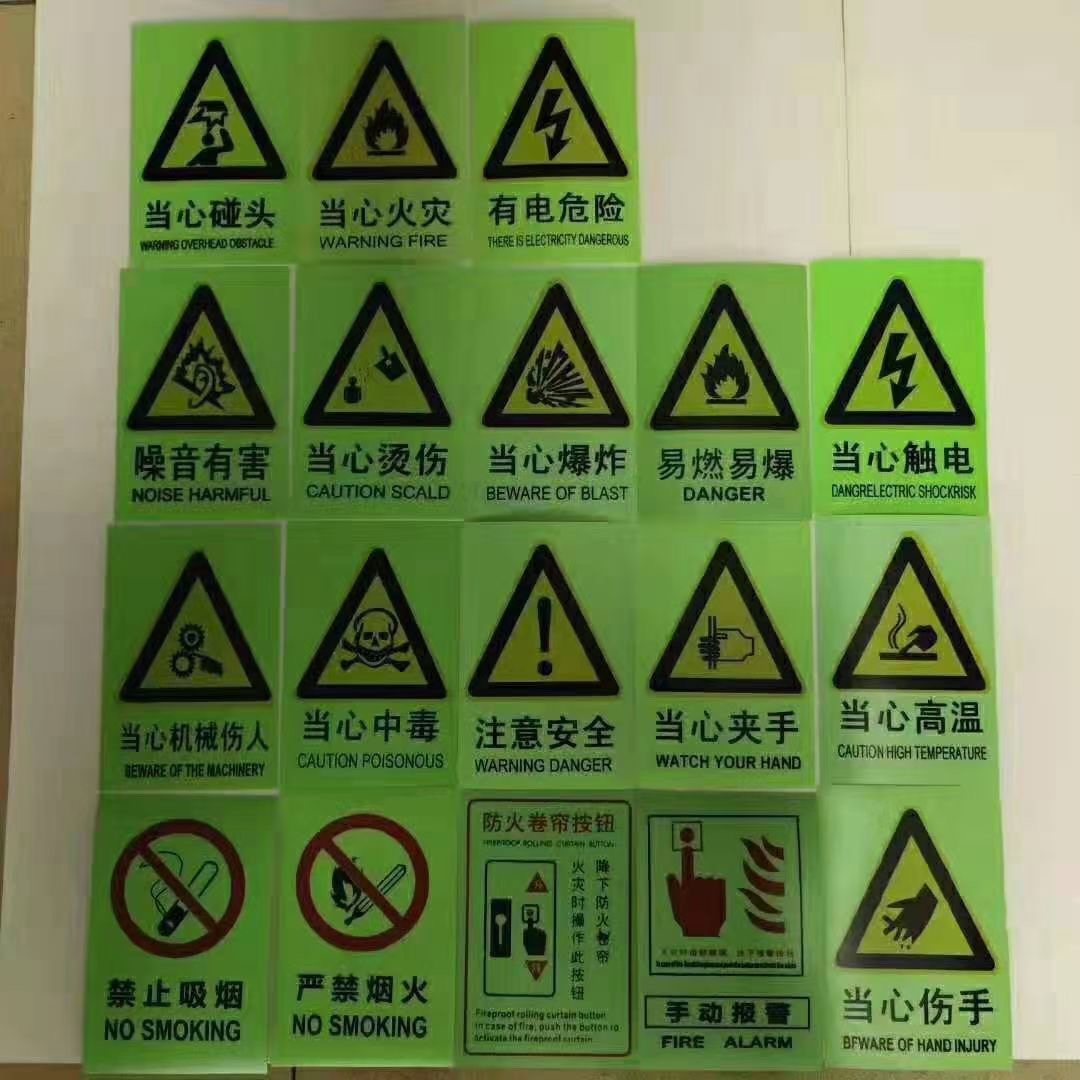 当心碰头
WARNING OVERHEAD OBSTACLE
当心火灾
WARNING FIRE
有电危险
THERE IS ELECTRICITY DANGEROUS
噪音有害
NOISE HARMFUL
当心烫伤
CAUTION SCALD
当心爆炸
BEWARE OF BLAST
易燃易爆
DANGER
当心触电
DANGRELECTRIC SHOCKRISK
当心机械伤人
BEWARE OF THE MACHINERY
当心中毒
CAUTION POISONOUS
注意安全
WARNING DANGER
当心夹手
WATCH YOUR HAND
当心高温
CAUTION HIGH TEMPERATURE
禁止吸烟
NO SMOKING
严禁烟火
NO SMOKING
防火卷帘按钮
FIREPROOF ROLLING CURTAIN BUTTON
降下防火卷帘
火灾时操作此按钮
Fireproof rolling curtain button
in case of fire, push the button to
activate the fireproof curtain
手动报警
FIRE ALARM
当心伤手
BFWARE OF HAND INJURY